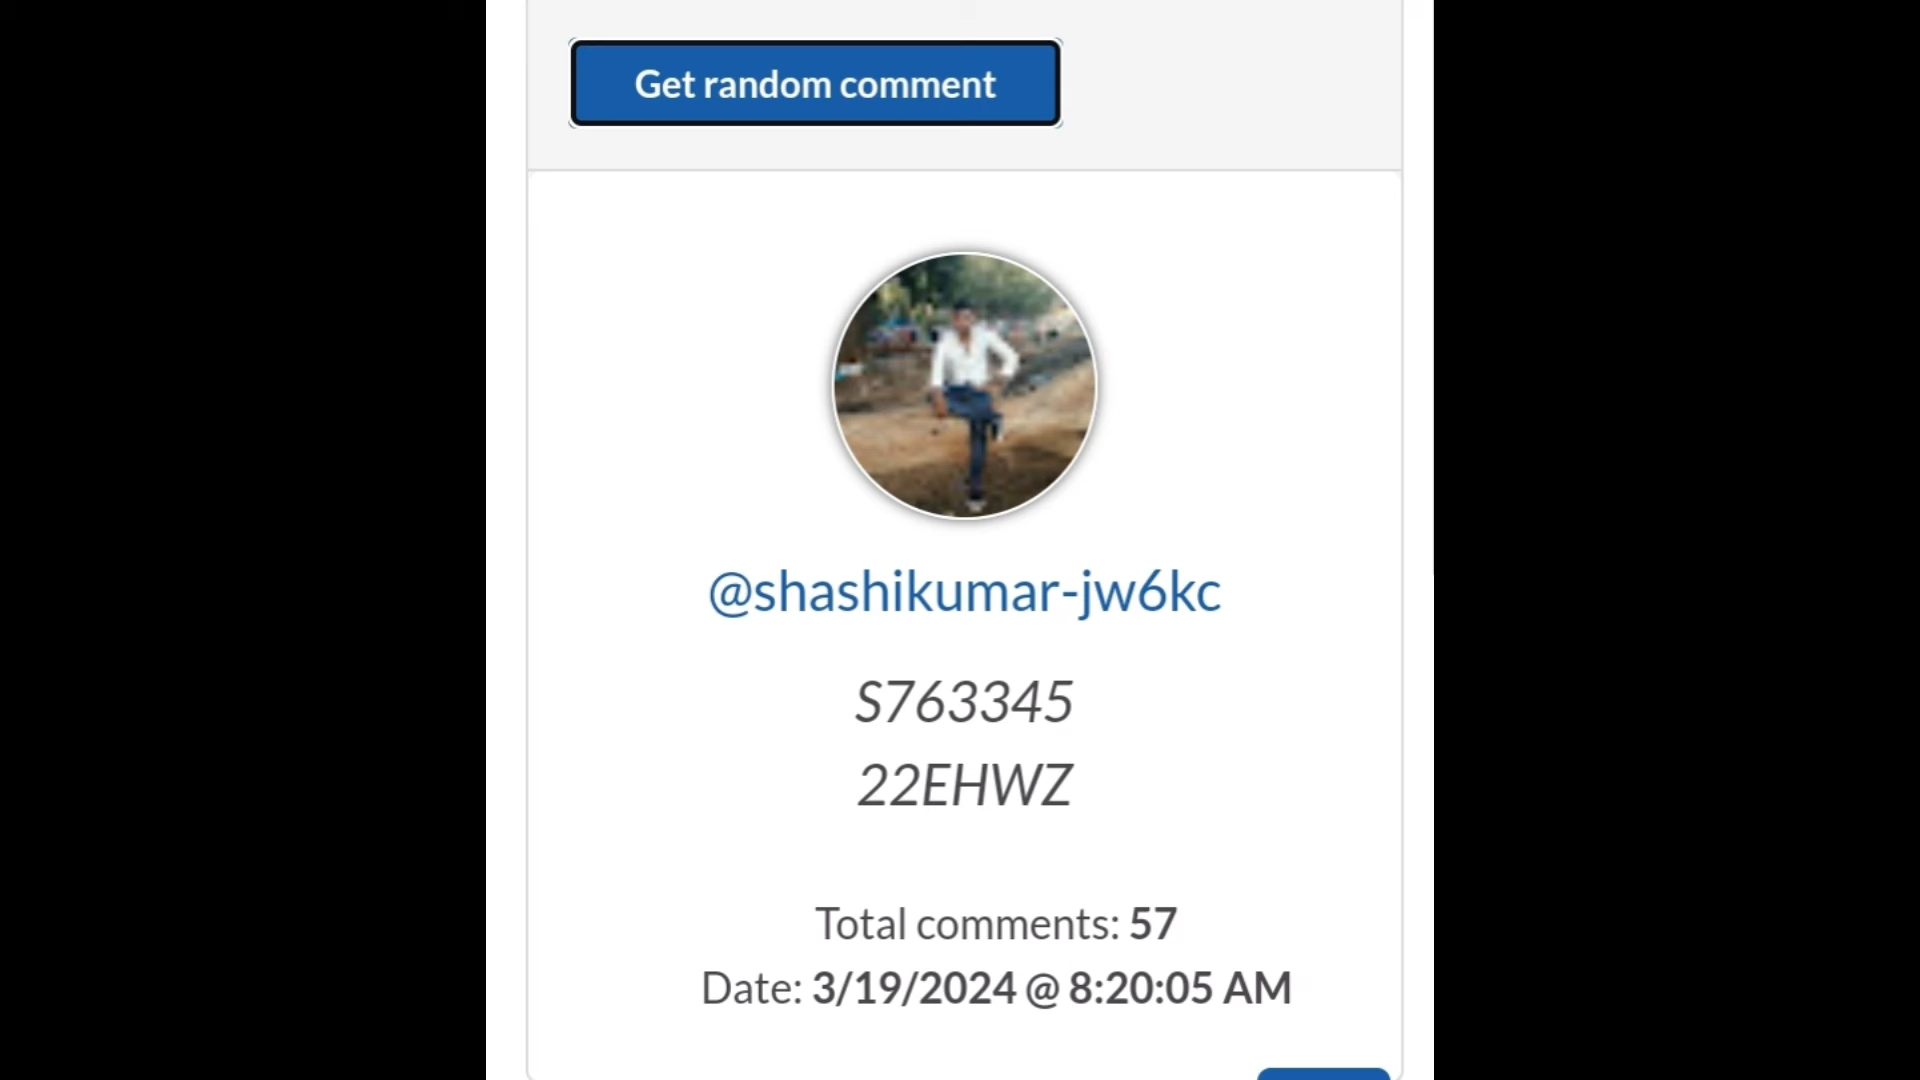 Get random comment
@shashikumar-jw6kc
S763345
22EHWZ
Total comments: 57
Date: 3/19/2024 @ 8:20:05 AM